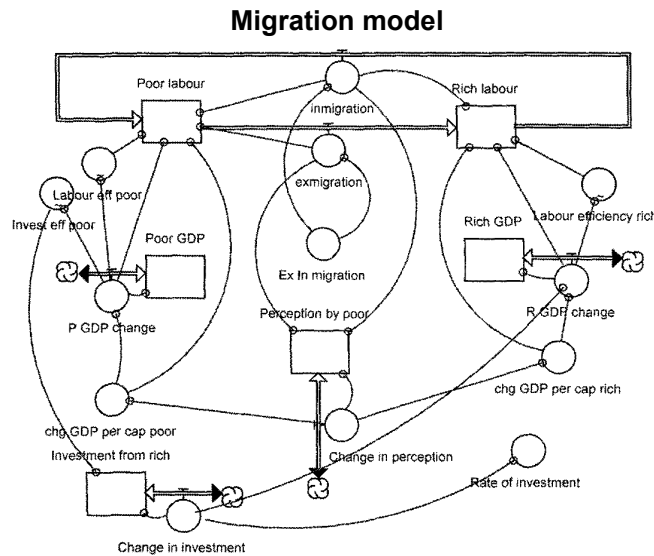 Migration model
Poor labour
inmigration
Rich labour
exmigration
Labour eff poor
Invest eff poor
Labour efficiency rich
Poor GDP
Rich GDP
Ex In migration
P GDP change
Perception by poor
R GDP change
chg GDP per cap rich
chg GDP per cap poor
Investment from rich
Change in perception
Rate of investment
Change in investment